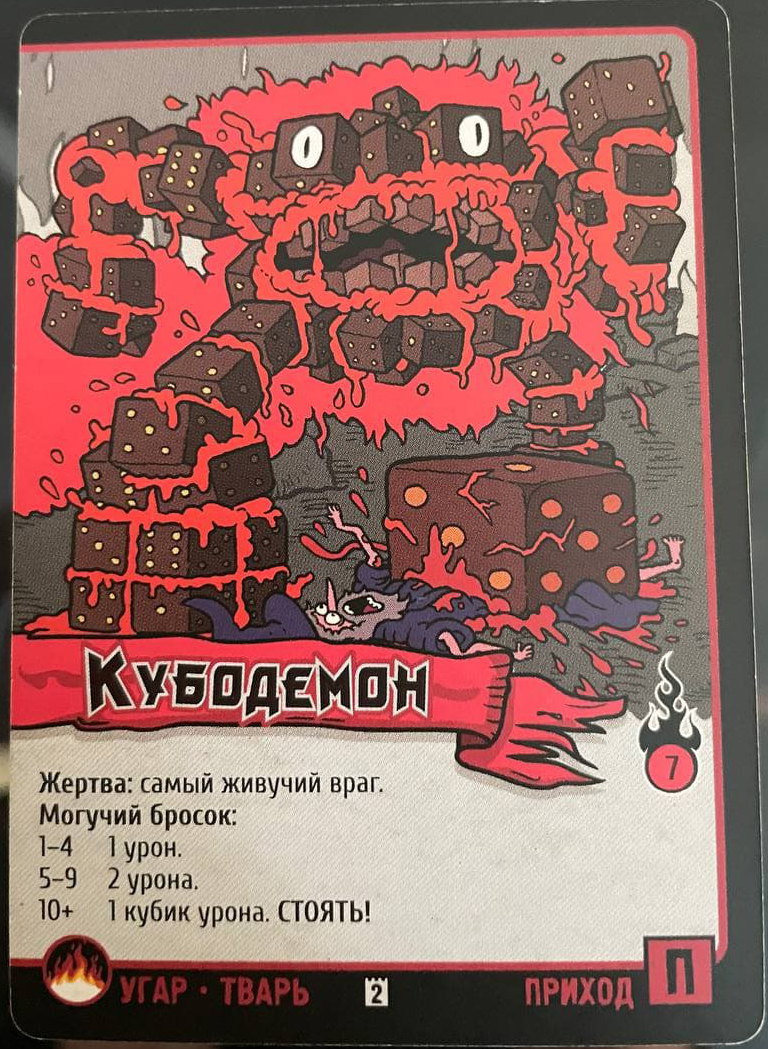 Кубодемон
7
Жертва: самый живучий враг.
Могучий бросок:
1–4 1 урон.
5–9 2 урона.
10+ 1 кубик урона. СТОЯТЬ!
УГАР · ТВАРЬ 2 ПРИХОД П